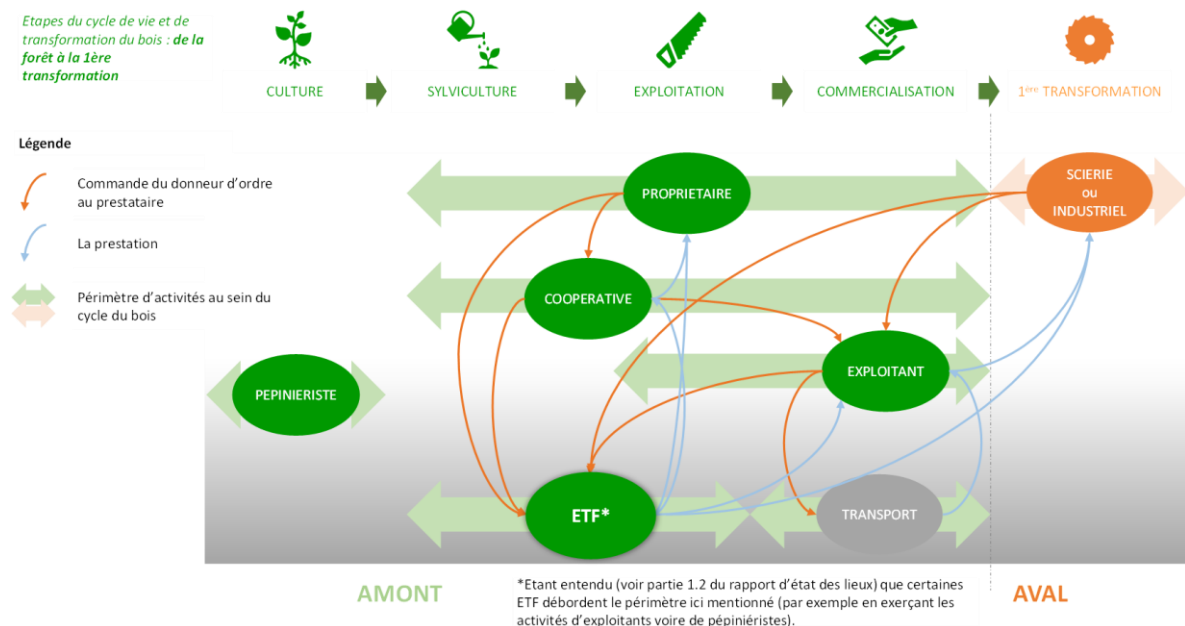 Etapes du cycle de vie et de
transformation du bois : de la
forêt à la 1ère
transformation
CULTURE
SYLVICULTURE
EXPLOITATION
COMMERCIALISATION
1ère TRANSFORMATION
Légende
Commande du donneur d'ordre
au prestataire
La prestation
Périmètre d'activités au sein du
cycle du bois
PROPRIETAIRE
SCIERIE
ou
INDUSTRIEL
COOPERATIVE
EXPLOITANT
PEPINIERISTE
ETF*
TRANSPORT
AMONT
*Etant entendu (voir partie 1.2 du rapport d'état des lieux) que certaines
ETF débordent le périmètre ici mentionné (par exemple en exerçant les
activités d'exploitants voire de pépiniéristes).
AVAL